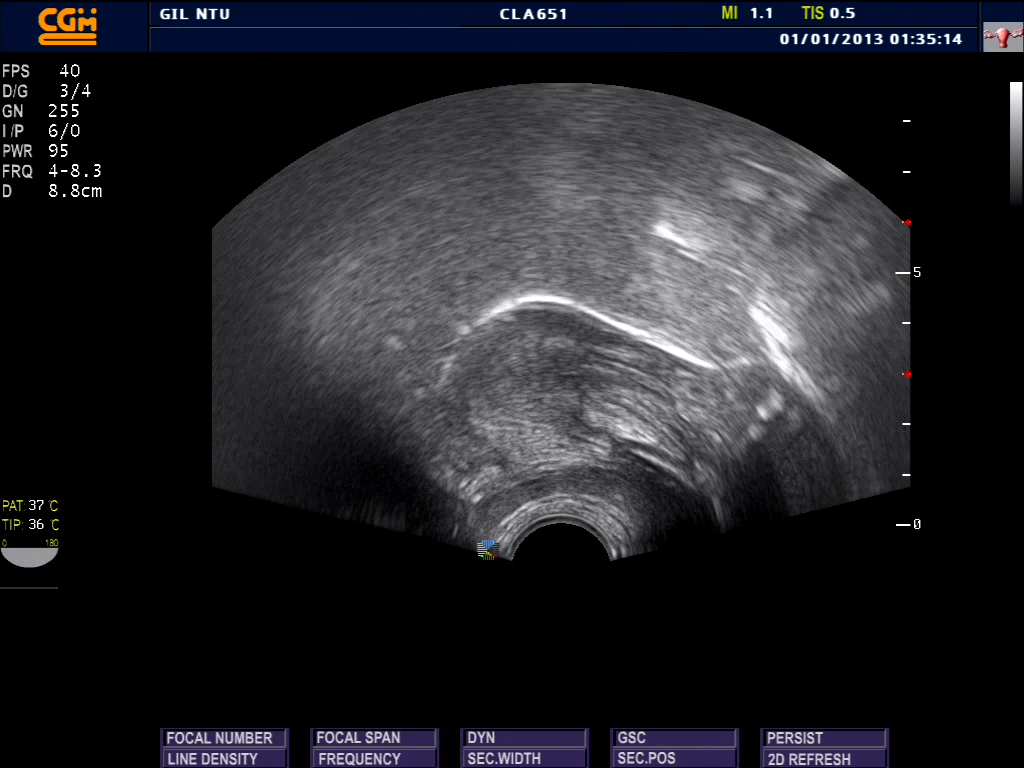 CGM
GIL NTU CLA651 MI 1.1 TIS 0.5
01/01/2013 01:35:14
FPS 40
D/G 3/4
GN 255
I/P 6/0
PWR 95
FRQ 4-8.3
D 8.8cm
5
PAT: 37 °C
TIP: 36 °C
0 180
0
FOCAL NUMBER FOCAL SPAN DYN GSC PERSIST
LINE DENSITY FREQUENCY SEC.WIDTH SEC.POS 2D REFRESH